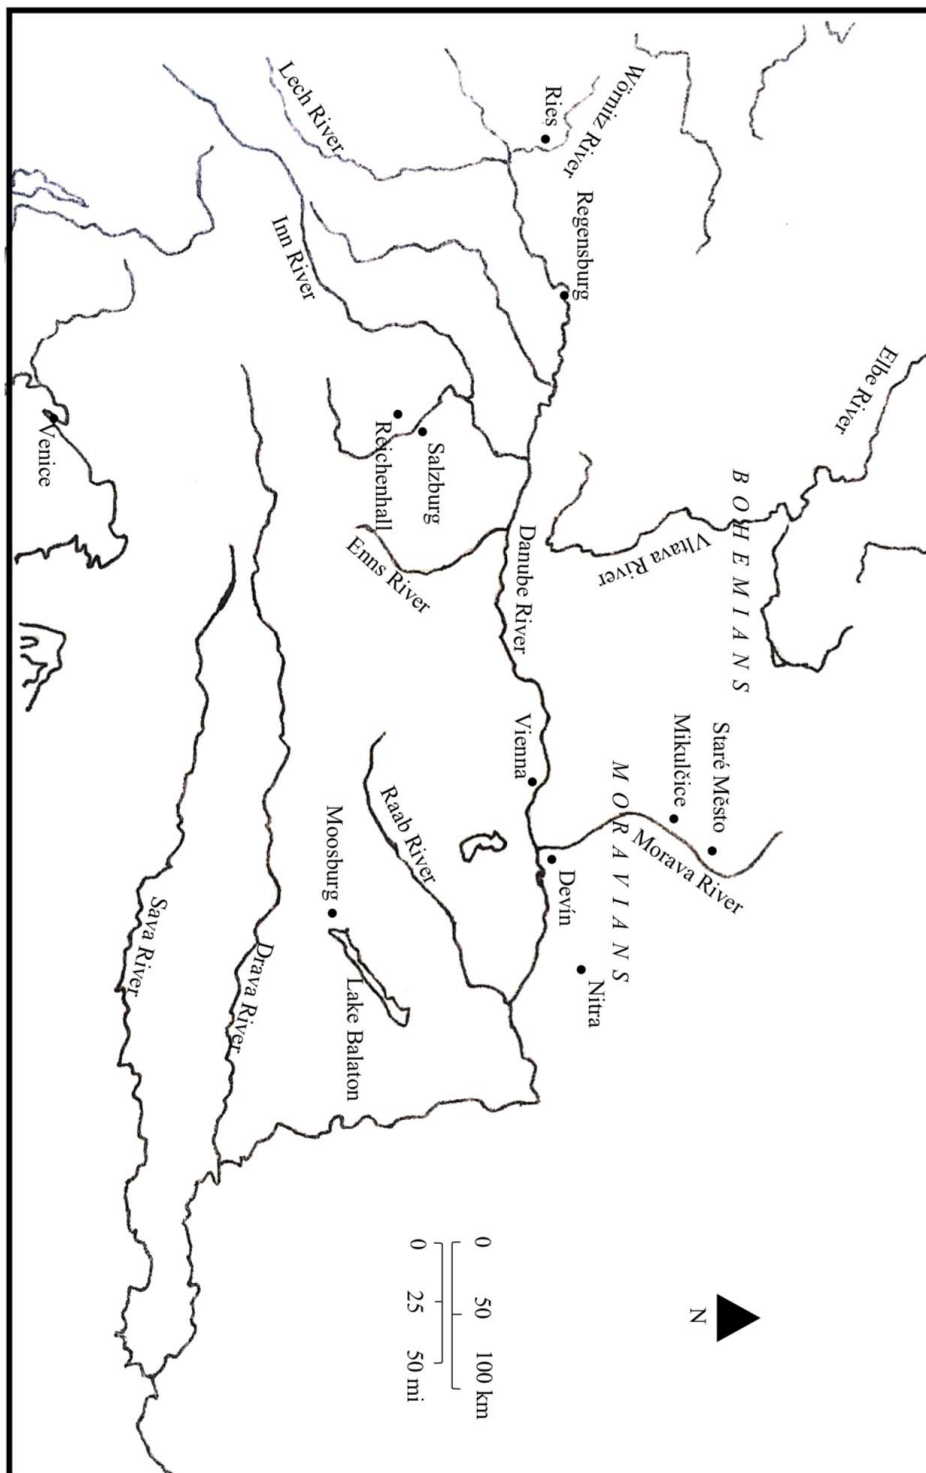 Elbe River
Wörnitz River
Ries
Lech River
Regensburg
Inn River
Vltava River
BOHEMIANS
Staré Město
Mikulčice
Morava River
MORAVIANS
Danube River
Vienna
Devín
Nitra
Salzburg
Reichenhall
Enns River
Raab River
Moosburg
Lake Balaton
Drava River
Sava River
Venice
N
0 50 100 km
0 25 50 mi